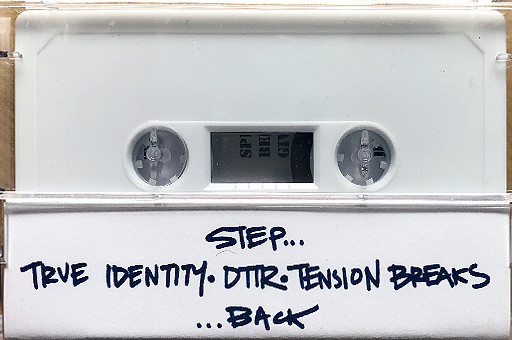 STEP...
TRUE IDENTITY. DTTR. TENSION BREAKS
...BACK